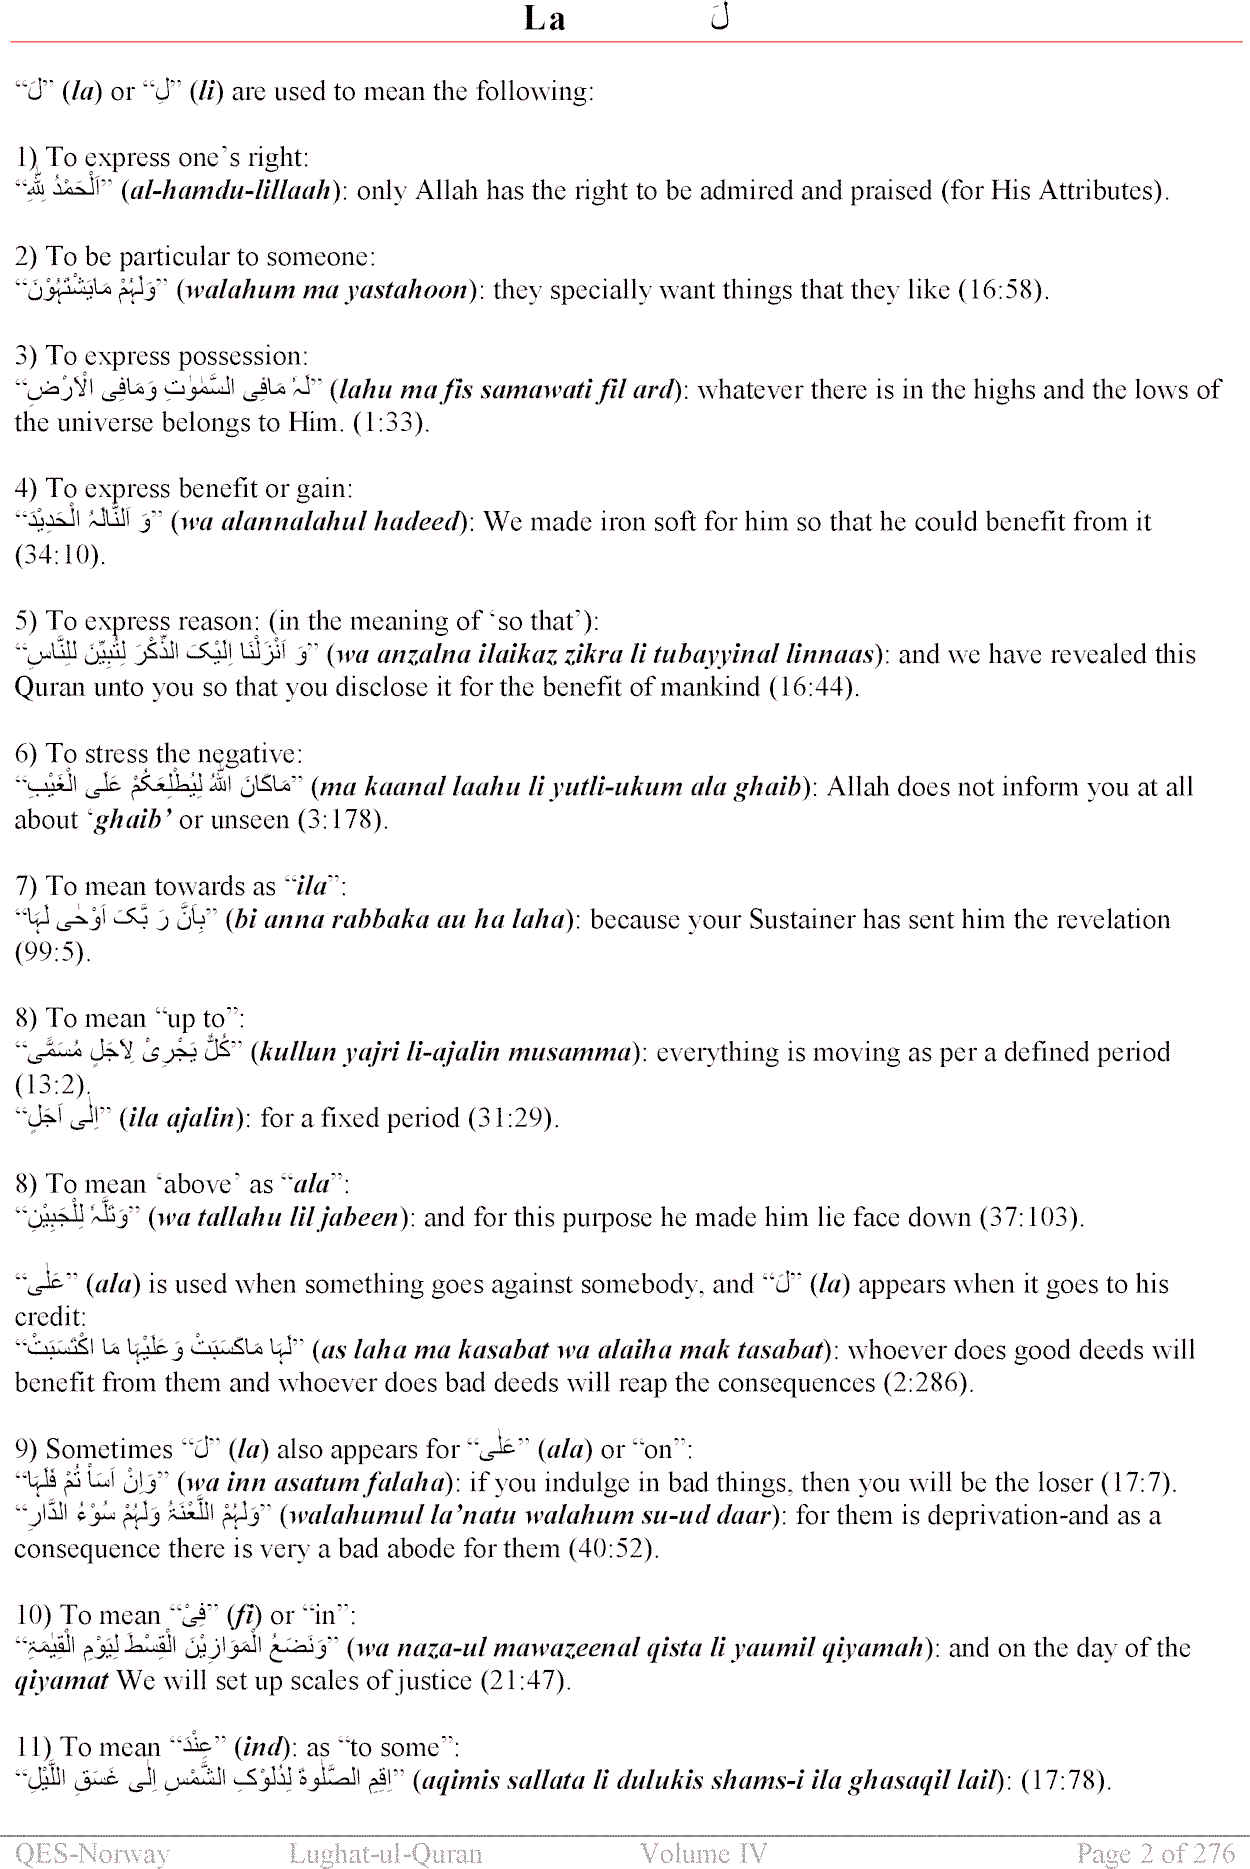 La لَ
“لَ” (la) or “لِ” (li) are used to mean the following:
1) To express one’s right:
“اَلْحَمْدُ لِلّٰہِ” (al-hamdu-lillaah): only Allah has the right to be admired and praised (for His Attributes).
2) To be particular to someone:
“وَلَہُمْ مَایَشْتَہُوْنَ” (walahum ma yastahoon): they specially want things that they like (16:58).
3) To express possession:
“لَہٗ مَافِی السَّمٰوٰتِ وَمَافِی الْاَرْضِ” (lahu ma fis samawati fil ard): whatever there is in the highs and the lows of
the universe belongs to Him. (1:33).
4) To express benefit or gain:
“وَ اَلَنَّالَہُ الْحَدِیْدَ” (wa alannalahul hadeed): We made iron soft for him so that he could benefit from it
(34:10).
5) To express reason: (in the meaning of ‘so that’):
“وَ اَنْزَلْنَا اِلَیْکَ الذِّکْرَ لِتُبَیِّنَ لِلنَّاسِ” (wa anzalna ilaikaz zikra li tubayyinal linnaas): and we have revealed this
Quran unto you so that you disclose it for the benefit of mankind (16:44).
6) To stress the negative:
“مَاکَانَ اللّٰہُ لِیُطْلِعَکُمْ عَلَی الْغَیْبِ” (ma kaanal laahu li yutli-ukum ala ghaib): Allah does not inform you at all
about ‘ghaib’ or unseen (3:178).
7) To mean towards as “ila”:
“بِاَنَّ رَ بَّکَ اَوْحٰی لَہَا” (bi anna rabbaka au ha laha): because your Sustainer has sent him the revelation
(99:5).
8) To mean “up to”:
“کُلٌّ یَجْرِیْ لِاَجَلٍ مُسَمًّی” (kullun yajri li-ajalin musamma): everything is moving as per a defined period
(13:2).
“اِلٰی اَجَلٍ” (ila ajalin): for a fixed period (31:29).
8) To mean ‘above’ as “ala”:
“وَتَلَّہٗ لِلْجَبِیْنِ” (wa tallahu lil jabeen): and for this purpose he made him lie face down (37:103).
“عَلٰی” (ala) is used when something goes against somebody, and “لَ” (la) appears when it goes to his
credit:
“لَہَا مَاکَسَبَتْ وَعَلَیْہَا مَا اکْتَسَبَتْ” (as laha ma kasabat wa alaiha mak tasabat): whoever does good deeds will
benefit from them and whoever does bad deeds will reap the consequences (2:286).
9) Sometimes “لَ” (la) also appears for “عَلٰی” (ala) or “on”:
“وَاِنْ اَسَاْ تُمْ فَلَہَا” (wa inn asatum falaha): if you indulge in bad things, then you will be the loser (17:7).
“وَلَہُمْ اللَّعْنَۃُ وَلَہُمْ سُوْءُ الدَّارِ” (walahumul la’natu walahum su-ud daar): for them is deprivation-and as a
consequence there is very a bad abode for them (40:52).
10) To mean “فِیْ” (fi) or “in”:
“وَنَضَعُ الْمَوَازِیْنَ الْقِسْطَ لِیَوْمِ الْقِیٰمَۃِ” (wa naza-ul mawazeenal qista li yaumil qiyamah): and on the day of the
qiyamat We will set up scales of justice (21:47).
11) To mean “عِنْدَ” (ind): as “to some”:
“اِقِمِ الصَّلٰوۃَ لِدُلُوْکِ الشَّمْسِ اِلٰی غَسَقِ اللَّیْلِ” (aqimis sallata li dulukis shams-i ila ghasaqil lail): (17:78).
QES-Norway Lughat-ul-Quran Volume IV Page 2 of 276